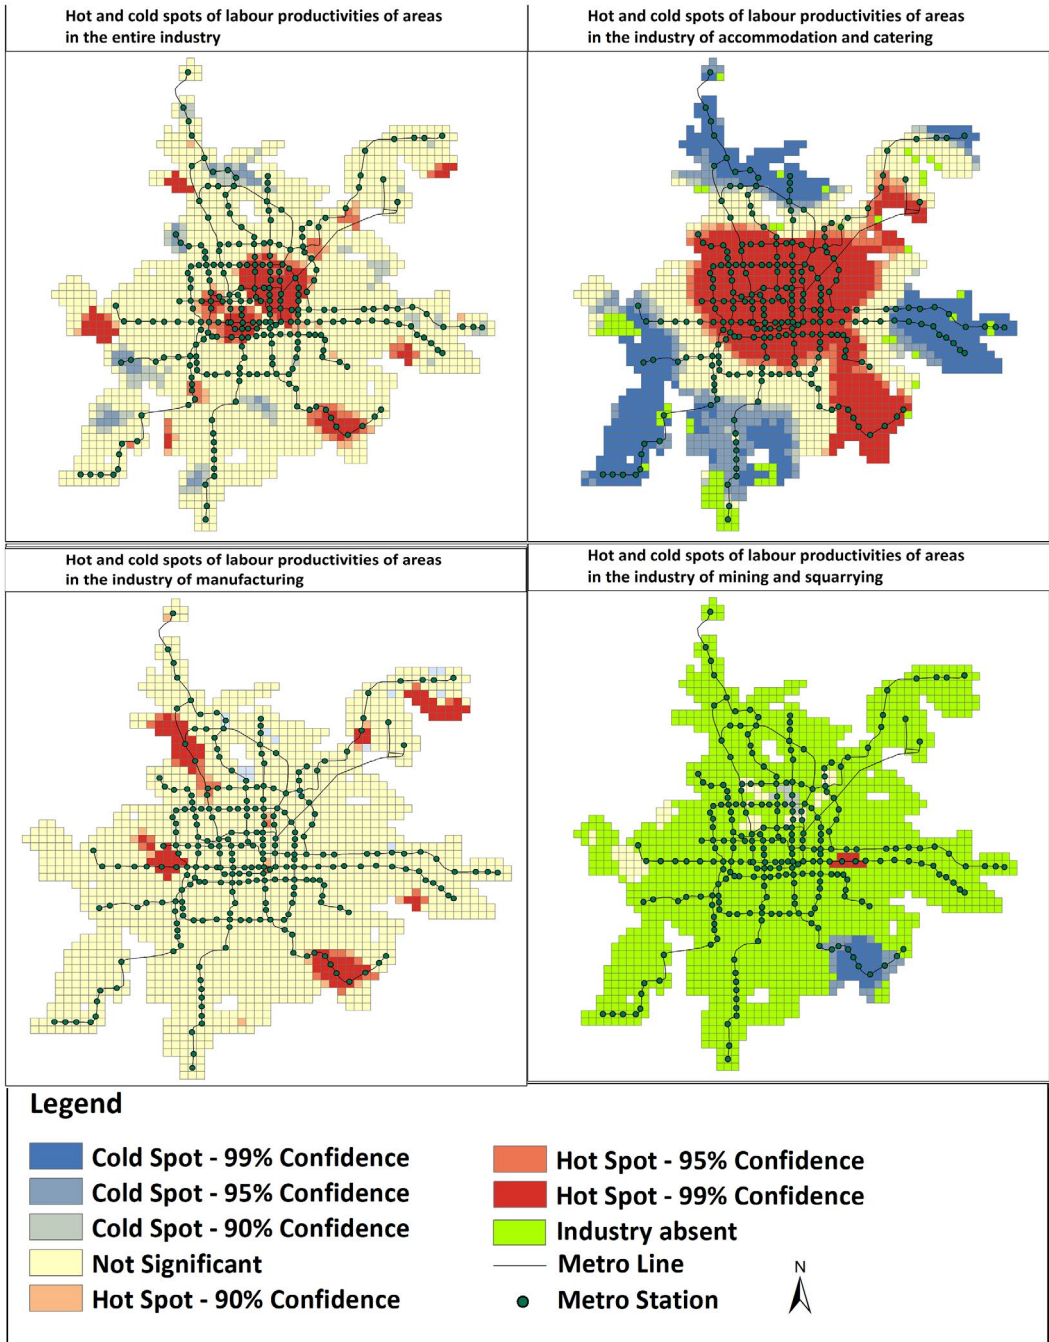 Hot and cold spots of labour productivities of areas
in the entire industry
Hot and cold spots of labour productivities of areas
in the industry of accommodation and catering
Hot and cold spots of labour productivities of areas
in the industry of manufacturing
Hot and cold spots of labour productivities of areas
in the industry of mining and squarrying
Legend
Cold Spot - 99% Confidence
Cold Spot - 95% Confidence
Cold Spot - 90% Confidence
Not Significant
Hot Spot - 90% Confidence
Hot Spot - 95% Confidence
Hot Spot - 99% Confidence
Industry absent
Metro Line
Metro Station
N